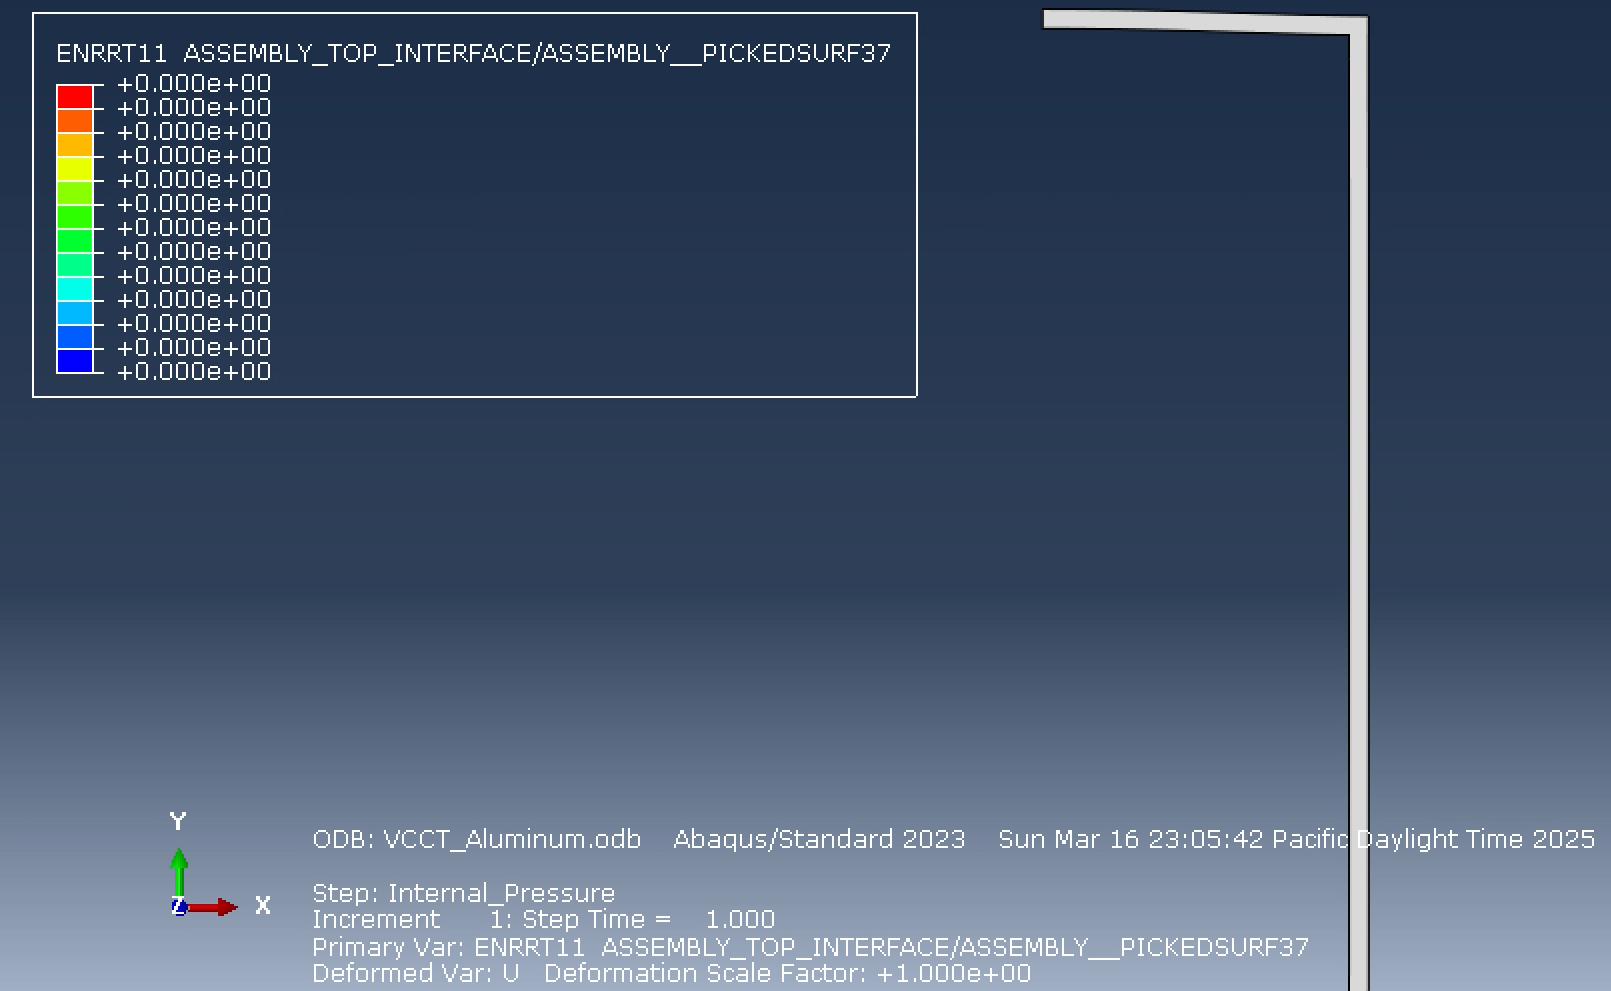 ENRRT11 ASSEMBLY_TOP_INTERFACE/ASSEMBLY__PICKEDSURF37
+0.000e+00
+0.000e+00
+0.000e+00
+0.000e+00
+0.000e+00
+0.000e+00
+0.000e+00
+0.000e+00
+0.000e+00
+0.000e+00
+0.000e+00
+0.000e+00
+0.000e+00
Y
Z
X
ODB: VCCT_Aluminum.odb Abaqus/Standard 2023 Sun Mar 16 23:05:42 Pacific Daylight Time 2025
Step: Internal_Pressure
Increment 1: Step Time = 1.000
Primary Var: ENRRT11 ASSEMBLY_TOP_INTERFACE/ASSEMBLY__PICKEDSURF37
Deformed Var: U Deformation Scale Factor: +1.000e+00